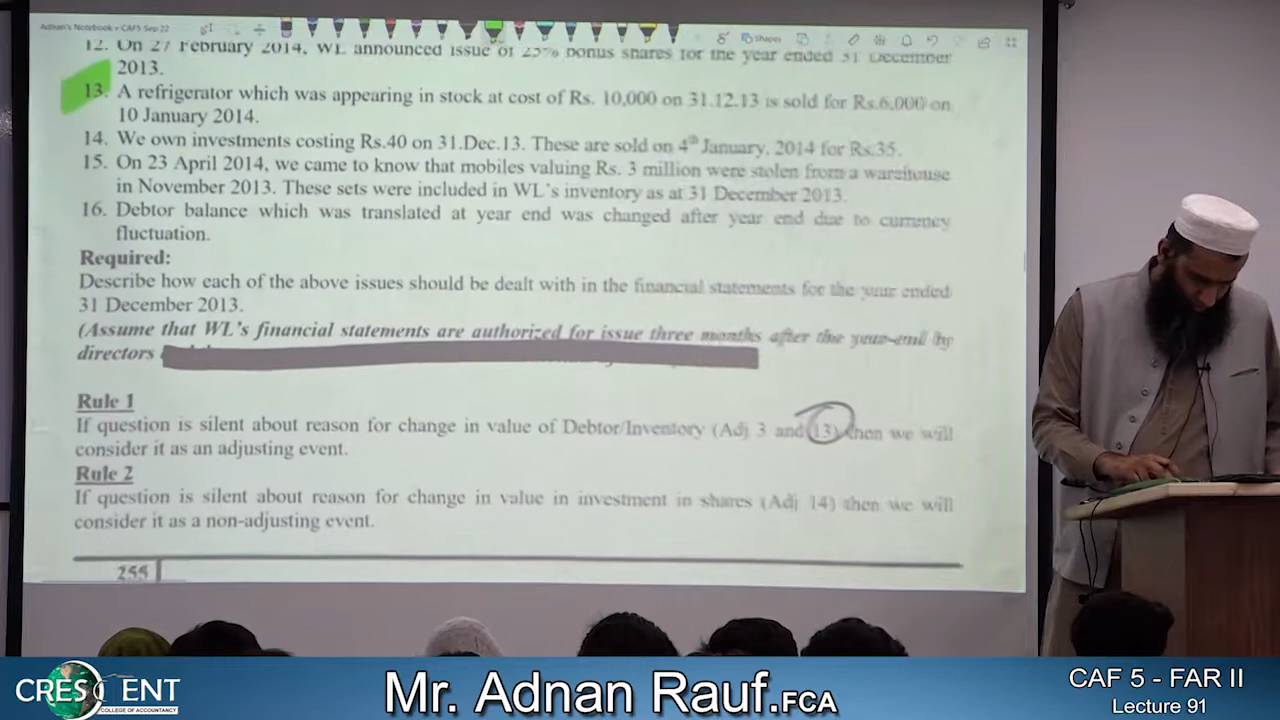 Adnan's Notebook - CAF5 Sep 22
Shapes
12. On 27 February 2014, WL announced issue of 25% bonus shares for the year ended 31 December
2013.
13. A refrigerator which was appearing in stock at cost of Rs. 10,000 on 31.12.13 is sold for Rs.6,000 on
10 January 2014.
14. We own investments costing Rs.40 on 31.Dec.13. These are sold on 4th January, 2014 for Rs.35.
15. On 23 April 2014, we came to know that mobiles valuing Rs. 3 million were stolen from a warehouse
in November 2013. These sets were included in WL's inventory as at 31 December 2013.
16. Debtor balance which was translated at year end was changed after year end due to currency
fluctuation.
Required:
Describe how each of the above issues should be dealt with in the financial statements for the year ended
31 December 2013.
(Assume that WL's financial statements are authorized for issue three months after the year-end by
directors
Rule 1
If question is silent about reason for change in value of Debtor/Inventory (Adj 3 and 13) then we will
consider it as an adjusting event.
Rule 2
If question is silent about reason for change in value in investment in shares (Adj 14) then we will
consider it as a non-adjusting event.
255
CRESCENT
COLLEGE OF ACCOUNTANCY
Mr. Adnan Rauf.FCA
CAF 5 - FAR II
Lecture 91